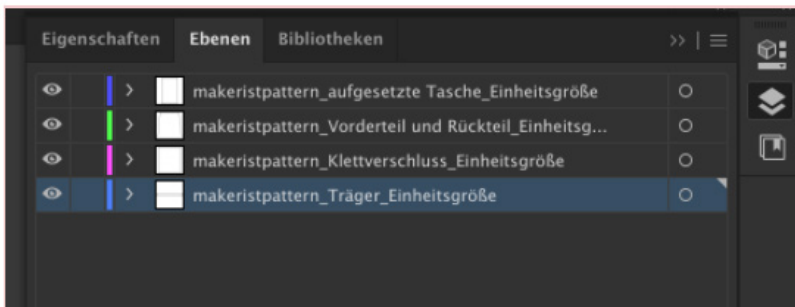 Eigenschaften Ebenen Bibliotheken
makeristpattern_aufgesetzte Tasche_Einheitsgröße
makeristpattern_Vorderteil und Rückteil_Einheitsg...
makeristpattern_Klettverschluss_Einheitsgröße
makeristpattern_Träger_Einheitsgröße